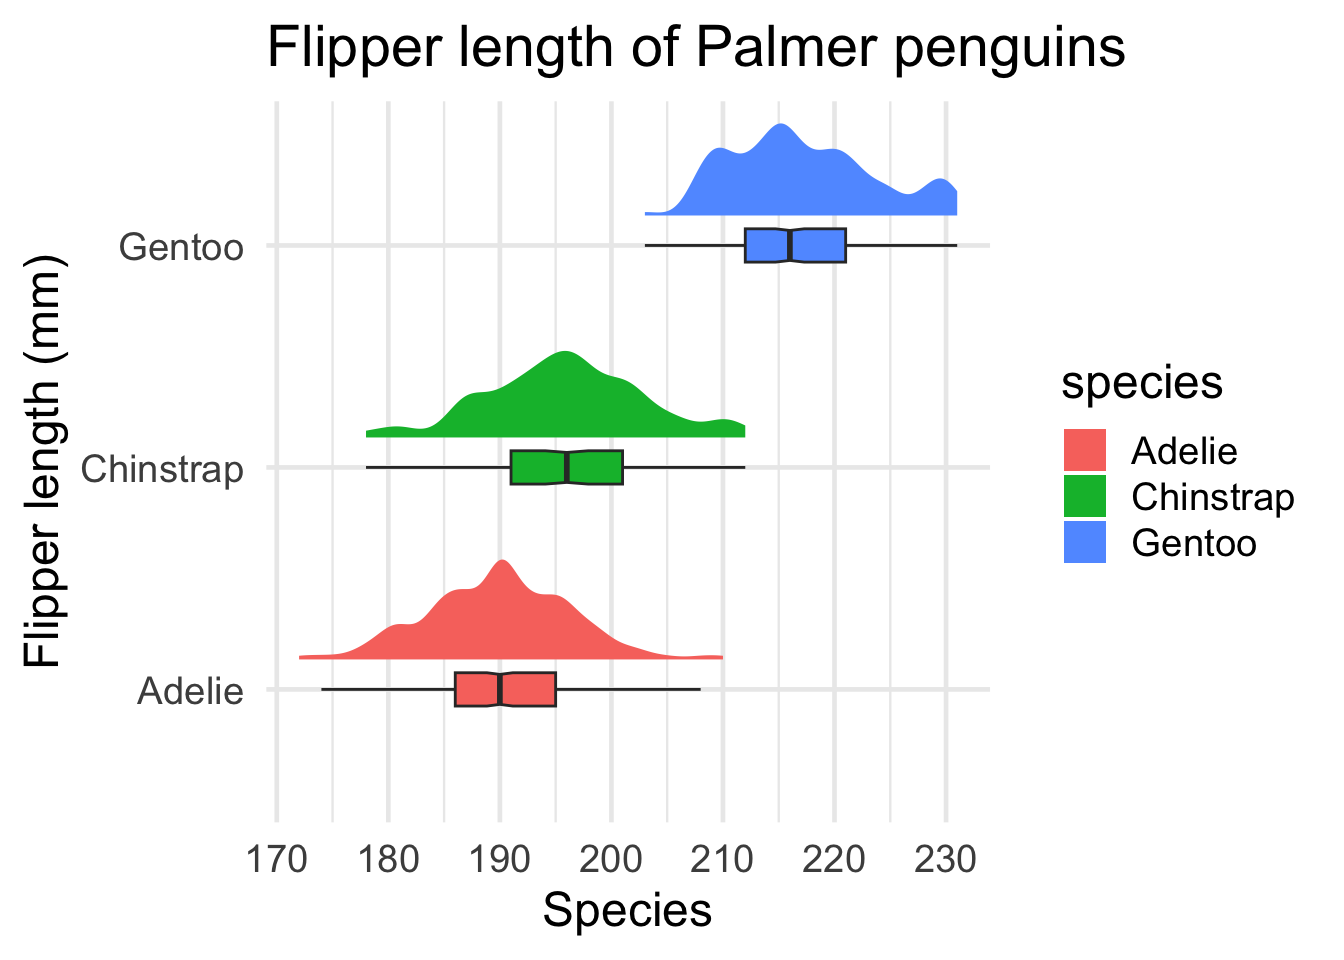 Flipper length of Palmer penguins
Flipper length (mm)
Gentoo
Chinstrap
Adelie
170 180 190 200 210 220 230
Species
species
Adelie
Chinstrap
Gentoo